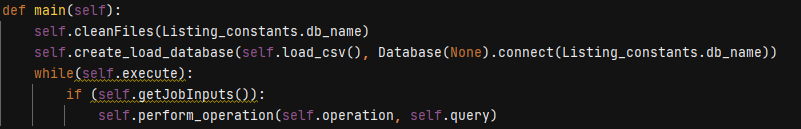 def main(self):
    self.cleanFiles(Listing_constants.db_name)
    self.create_load_database(self.load_csv(), Database(None).connect(Listing_constants.db_name))
    while(self.execute):
        if (self.getJobInputs()):
            self.perform_operation(self.operation, self.query)